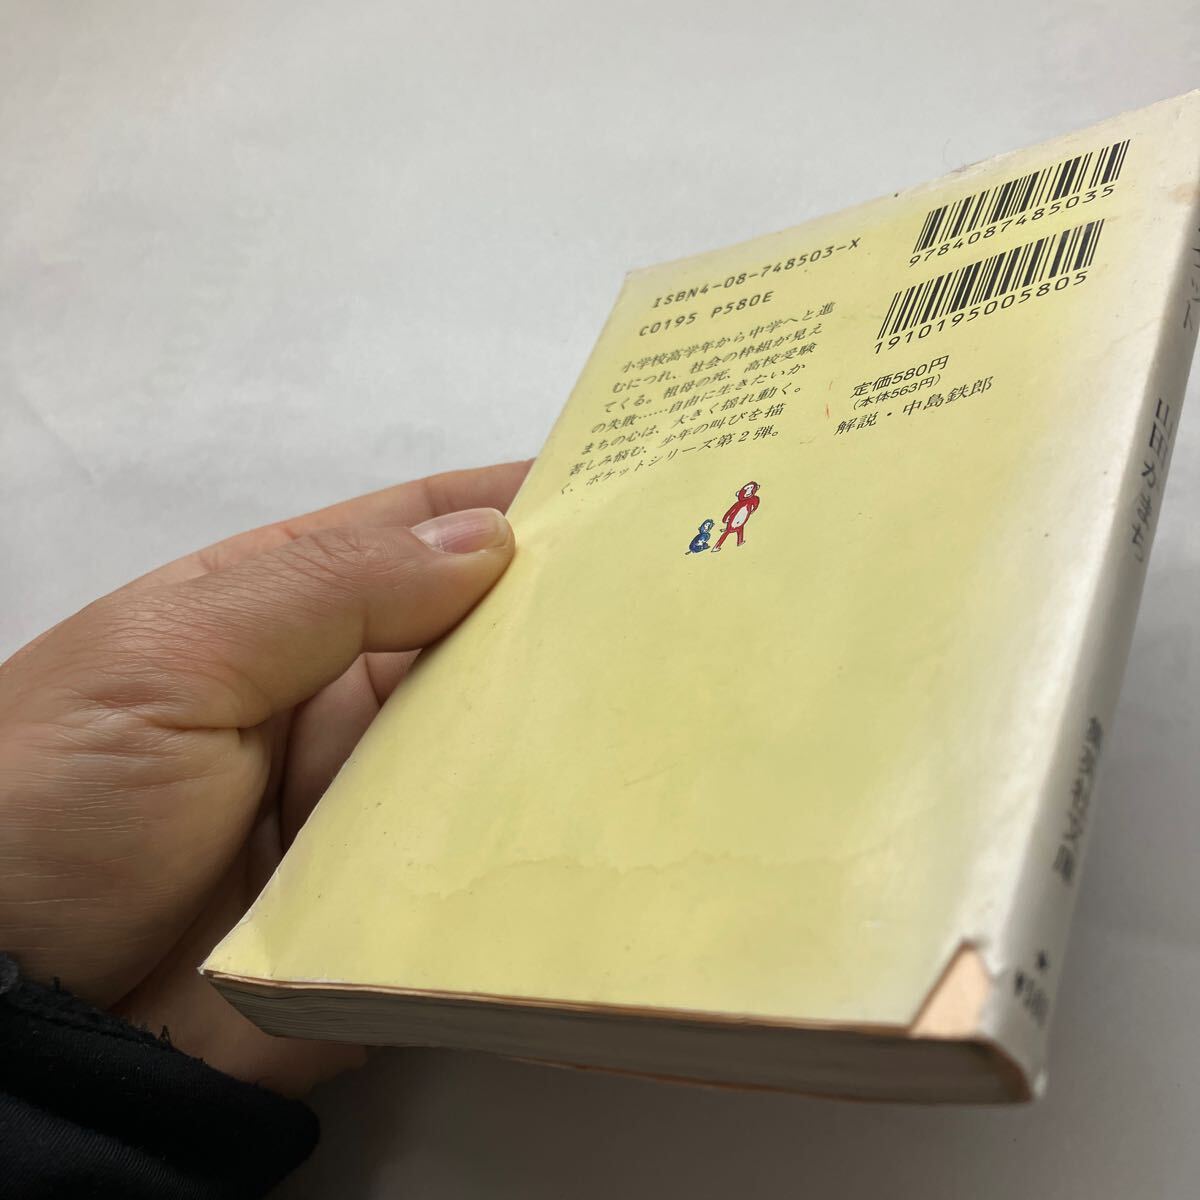 9784087485035
1910195005805
ISBN4-08-748503-X
C0195 P580E
定価580円
(本体563円)
解説・中島鉄郎
小学校高学年から中学へと進
むにつれ、社会の枠組が見え
てくる。祖母の死、高校受験
の失敗……自由に生きたいか
まちの心は、大きく揺れ動く。
苦しみ悩む、少年の叫びを描
く、ポケットシリーズ第2弾。